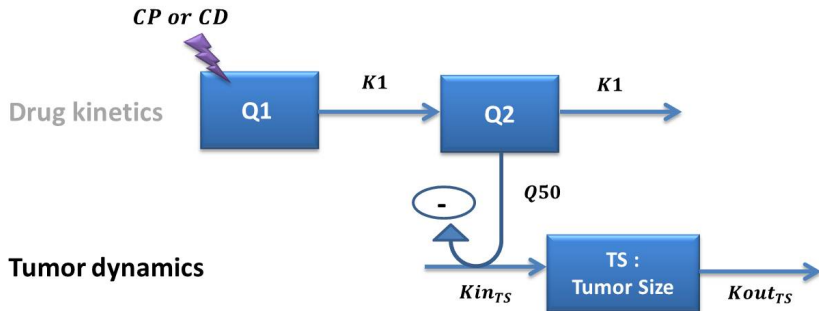 CP or CD
Drug kinetics
Q1
K1
Q2
K1
Q50
-
Tumor dynamics
Kin_TS
TS :
Tumor Size
Kout_TS